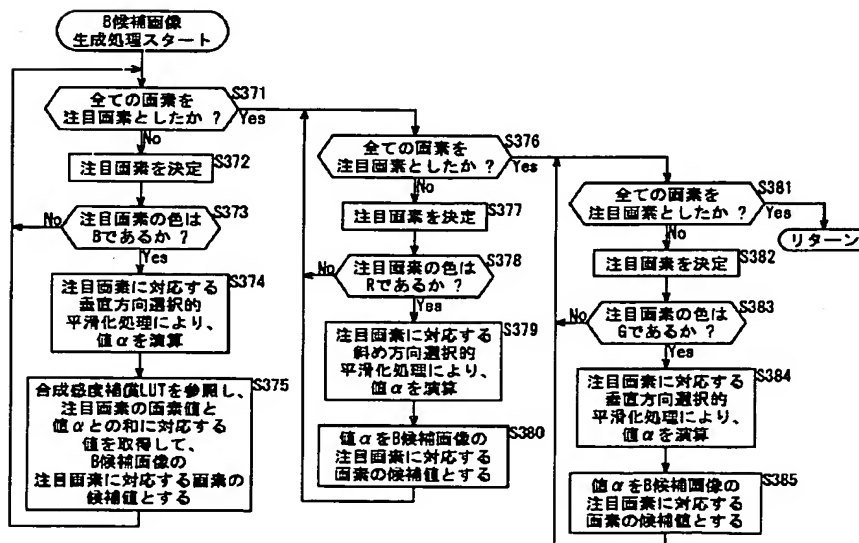 B候補画像
生成処理スタート
全ての画素を
注目画素としたか ?
S371
Yes
No
注目画素を決定
S372
注目画素の色は
Bであるか ?
S373
No
Yes
注目画素に対応する
垂直方向選択的
平滑化処理により、
値αを演算
S374
合成感度補償LUTを参照し、
注目画素の画素値と
値αとの和に対応する
値を取得して、
B候補画像の
注目画素に対応する画素の
候補値とする
S375
全ての画素を
注目画素としたか ?
S376
Yes
No
注目画素を決定
S377
注目画素の色は
Rであるか ?
S378
No
Yes
注目画素に対応する
斜め方向選択的
平滑化処理により、
値αを演算
S379
値αをB候補画像の
注目画素に対応する
画素の候補値とする
S380
全ての画素を
注目画素としたか ?
S381
Yes
リターン
No
注目画素を決定
S382
注目画素の色は
Gであるか ?
S383
No
Yes
注目画素に対応する
垂直方向選択的
平滑化処理により、
値αを演算
S384
値αをB候補画像の
注目画素に対応する
画素の候補値とする
S385